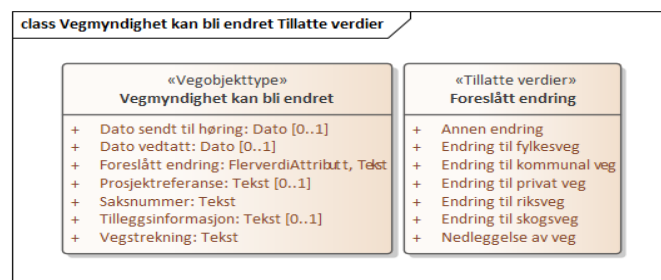 class Vegmyndighet kan bli endret Tillatte verdier
«Vegobjekttype»
Vegmyndighet kan bli endret
+ Dato sendt til høring: Dato [0..1]
+ Dato vedtatt: Dato [0..1]
+ Foreslått endring: FlerverdiAttributt, Tekst
+ Prosjektreferanse: Tekst [0..1]
+ Saksnummer: Tekst
+ Tilleggsinformasjon: Tekst [0..1]
+ Vegstrekning: Tekst
«Tillatte verdier»
Foreslått endring
+ Annen endring
+ Endring til fylkesveg
+ Endring til kommunal veg
+ Endring til privat veg
+ Endring til riksveg
+ Endring til skogsveg
+ Nedleggelse av veg